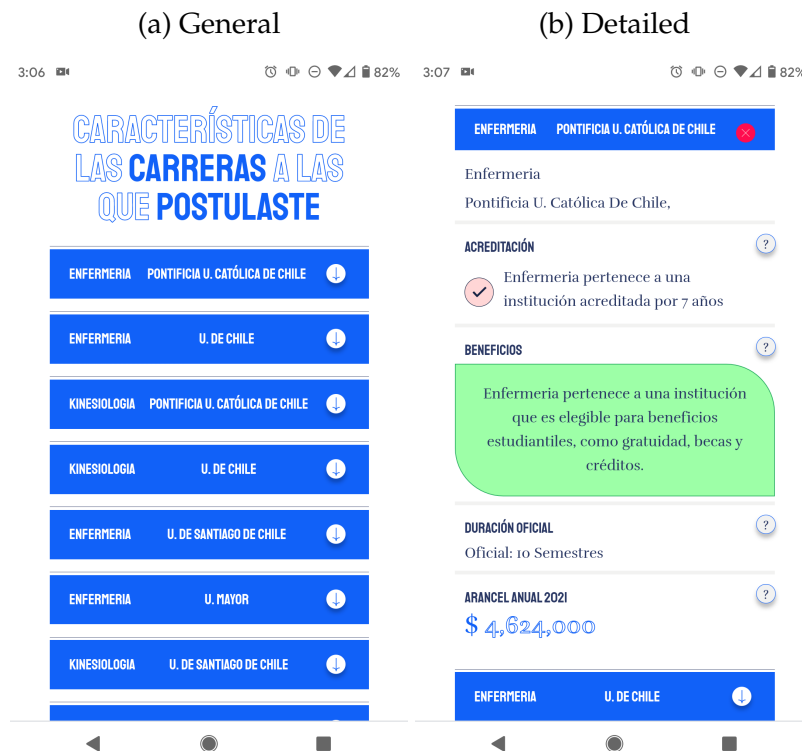 (a) General
3:06
82%
CARACTERÍSTICAS DE
LAS CARRERAS A LAS
QUE POSTULASTE
ENFERMERIA PONTIFICIA U. CATÓLICA DE CHILE
ENFERMERIA U. DE CHILE
KINESIOLOGIA PONTIFICIA U. CATÓLICA DE CHILE
KINESIOLOGIA U. DE CHILE
ENFERMERIA U. DE SANTIAGO DE CHILE
ENFERMERIA U. MAYOR
KINESIOLOGIA U. DE SANTIAGO DE CHILE
(b) Detailed
3:07
82%
ENFERMERIA PONTIFICIA U. CATÓLICA DE CHILE
Enfermeria
Pontificia U. Católica De Chile,
ACREDITACIÓN ?
Enfermeria pertenece a una
institución acreditada por 7 años
BENEFICIOS ?
Enfermeria pertenece a una institución
que es elegible para beneficios
estudiantiles, como gratuidad, becas y
créditos.
DURACIÓN OFICIAL ?
Oficial: 10 Semestres
ARANCEL ANUAL 2021 ?
$ 4,624,000
ENFERMERIA U. DE CHILE